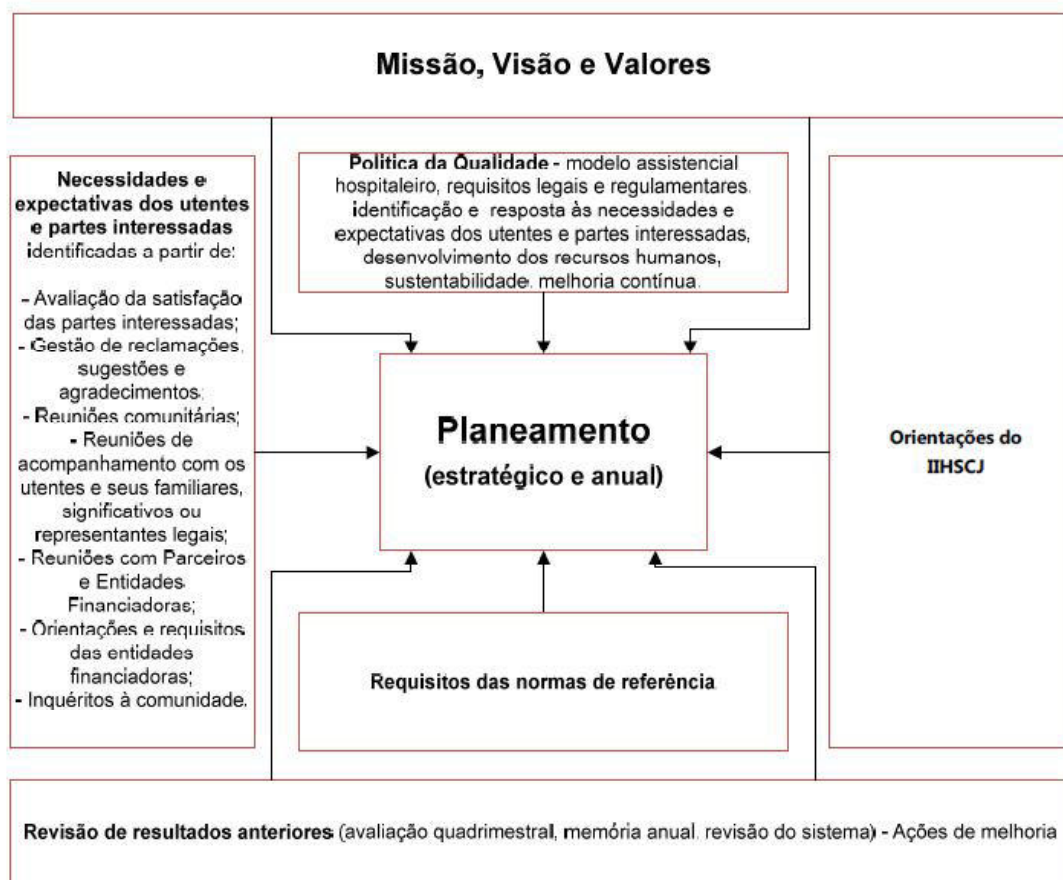 Missão, Visão e Valores
Necessidades e
expectativas dos utentes
e partes interessadas
identificadas a partir de:
- Avaliação da satisfação
das partes interessadas;
- Gestão de reclamações,
sugestões e
agradecimentos;
- Reuniões comunitárias;
- Reuniões de
acompanhamento com os
utentes e seus familiares,
significativos ou
representantes legais;
- Reuniões com Parceiros
e Entidades
Financiadoras;
- Orientações e requisitos
das entidades
financiadoras;
- Inquéritos à comunidade.
Politica da Qualidade - modelo assistencial
hospitaleiro, requisitos legais e regulamentares,
identificação e resposta às necessidades e
expectativas dos utentes e partes interessadas,
desenvolvimento dos recursos humanos,
sustentabilidade, melhoria contínua.
Planeamento
(estratégico e anual)
Orientações do
IIHSCJ
Requisitos das normas de referência
Revisão de resultados anteriores (avaliação quadrimestral, memória anual, revisão do sistema) - Ações de melhoria